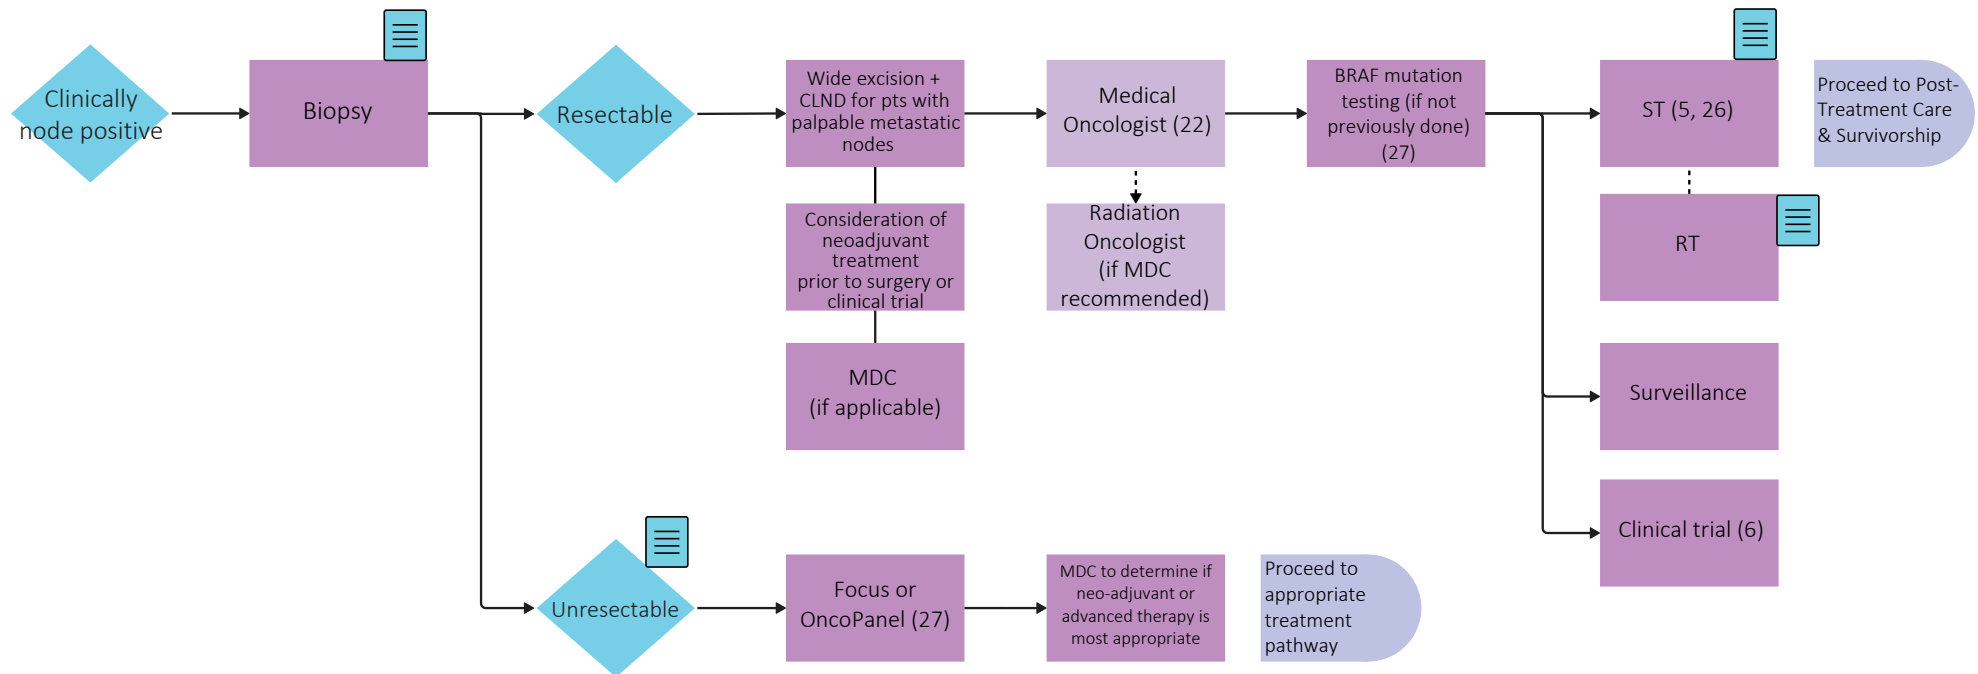 Clinically
node positive
Biopsy
Resectable
Wide excision +
CLND for pts with
palpable metastatic
nodes
Medical
Oncologist (22)
BRAF mutation
testing (if not
previously done)
(27)
ST (5, 26)
Proceed to Post-
Treatment Care
& Survivorship
Consideration of
neoadjuvant
treatment
prior to surgery or
clinical trial
Radiation
Oncologist
(if MDC
recommended)
RT
MDC
(if applicable)
Surveillance
Clinical trial (6)
Unresectable
Focus or
OncoPanel (27)
MDC to determine if
neo-adjuvant or
advanced therapy is
most appropriate
Proceed to
appropriate
treatment
pathway